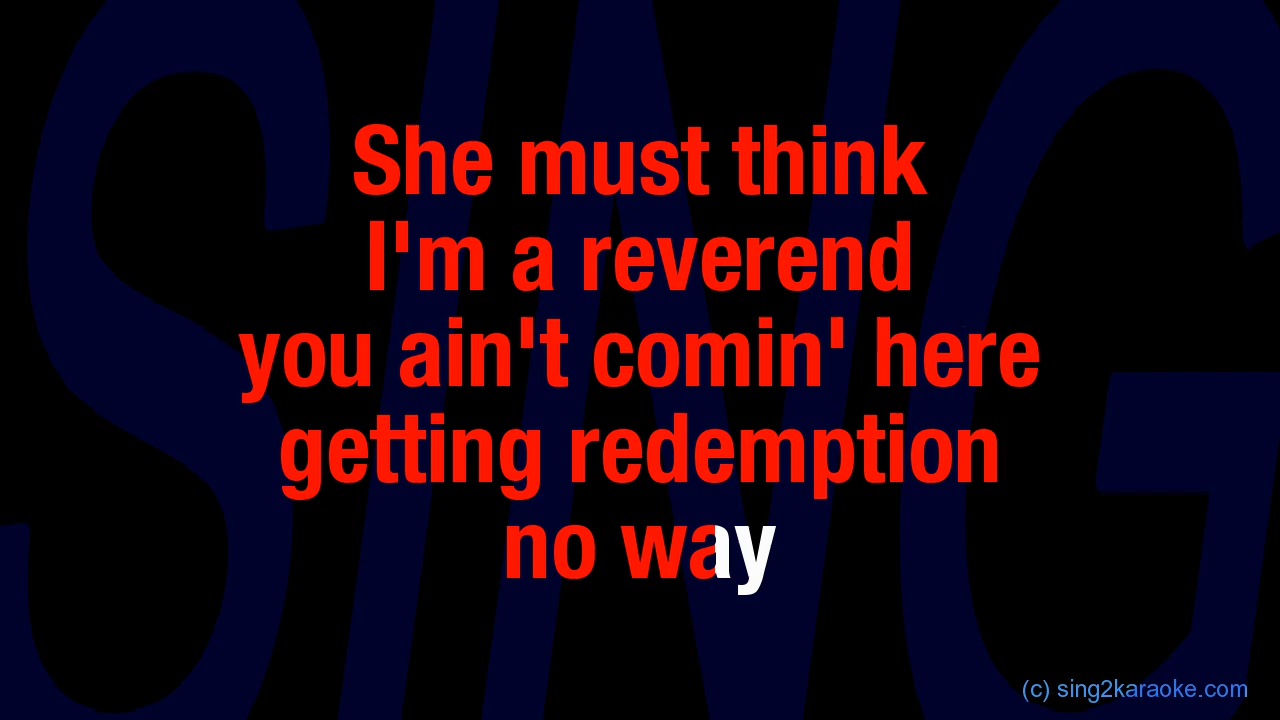 SING
She must think
I'm a reverend
you ain't comin' here
getting redemption
no way
(c) sing2karaoke.com